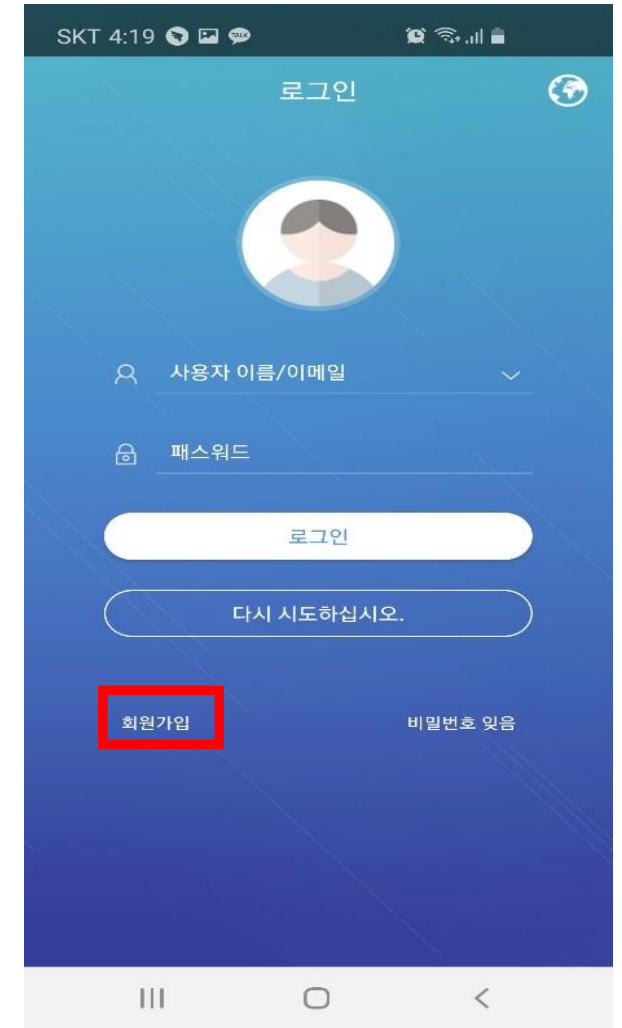 SKT 4:19
로그인
사용자 이름/이메일
패스워드
로그인
다시 시도하십시오.
회원가입 비밀번호 잊음